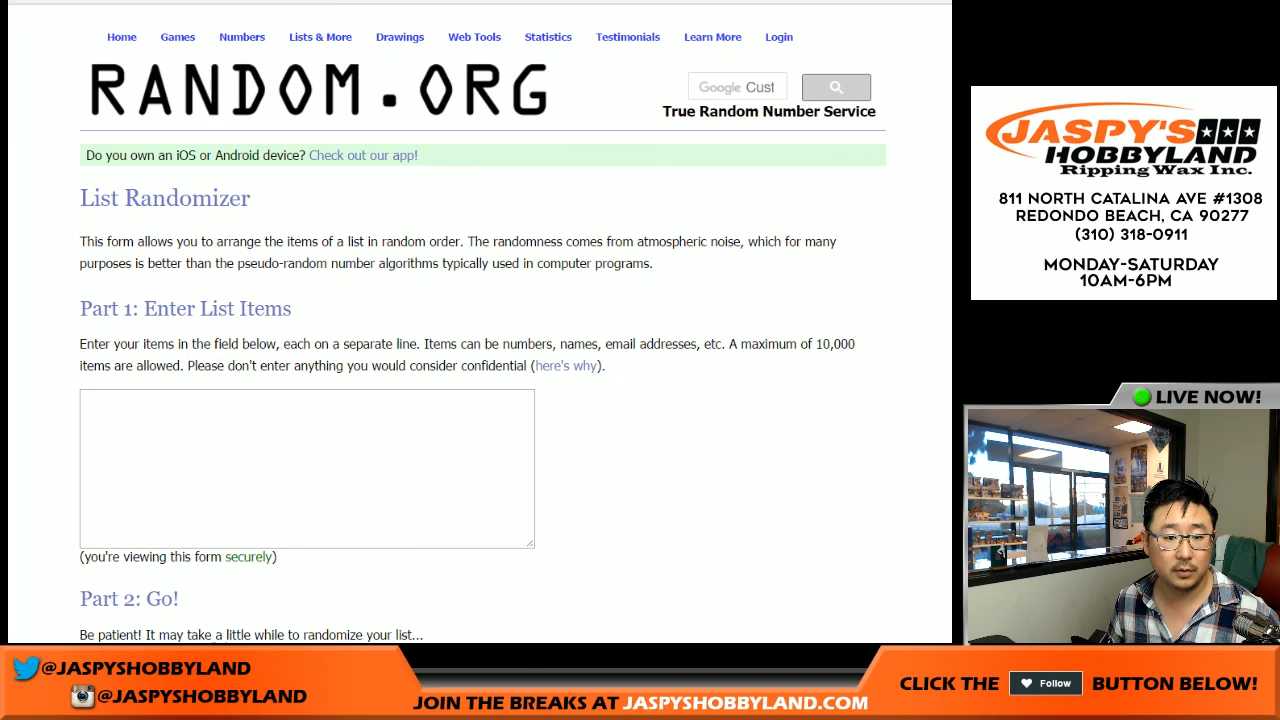 Home Games Numbers Lists & More Drawings Web Tools Statistics Testimonials Learn More Login
RANDOM.ORG
Google Cust
True Random Number Service
Do you own an iOS or Android device? Check out our app!
List Randomizer
This form allows you to arrange the items of a list in random order. The randomness comes from atmospheric noise, which for many
purposes is better than the pseudo-random number algorithms typically used in computer programs.
Part 1: Enter List Items
Enter your items in the field below, each on a separate line. Items can be numbers, names, email addresses, etc. A maximum of 10,000
items are allowed. Please don't enter anything you would consider confidential (here's why).
(you're viewing this form securely)
Part 2: Go!
Be patient! It may take a little while to randomize your list...
JASPY'S
HOBBYLAND
Ripping Wax Inc.
811 NORTH CATALINA AVE #1308
REDONDO BEACH, CA 90277
(310) 318-0911
MONDAY-SATURDAY
10AM-6PM
LIVE NOW!
@JASPYSHOBBYLAND
@JASPYSHOBBYLAND
JOIN THE BREAKS AT JASPYSHOBBYLAND.COM
CLICK THE Follow BUTTON BELOW!